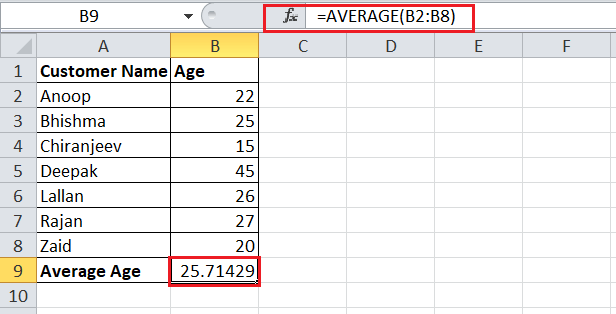 B9 fx =AVERAGE(B2:B8)
A B C D E F
1 Customer Name Age
2 Anoop 22
3 Bhishma 25
4 Chiranjeev 15
5 Deepak 45
6 Lallan 26
7 Rajan 27
8 Zaid 20
9 Average Age 25.71429
10